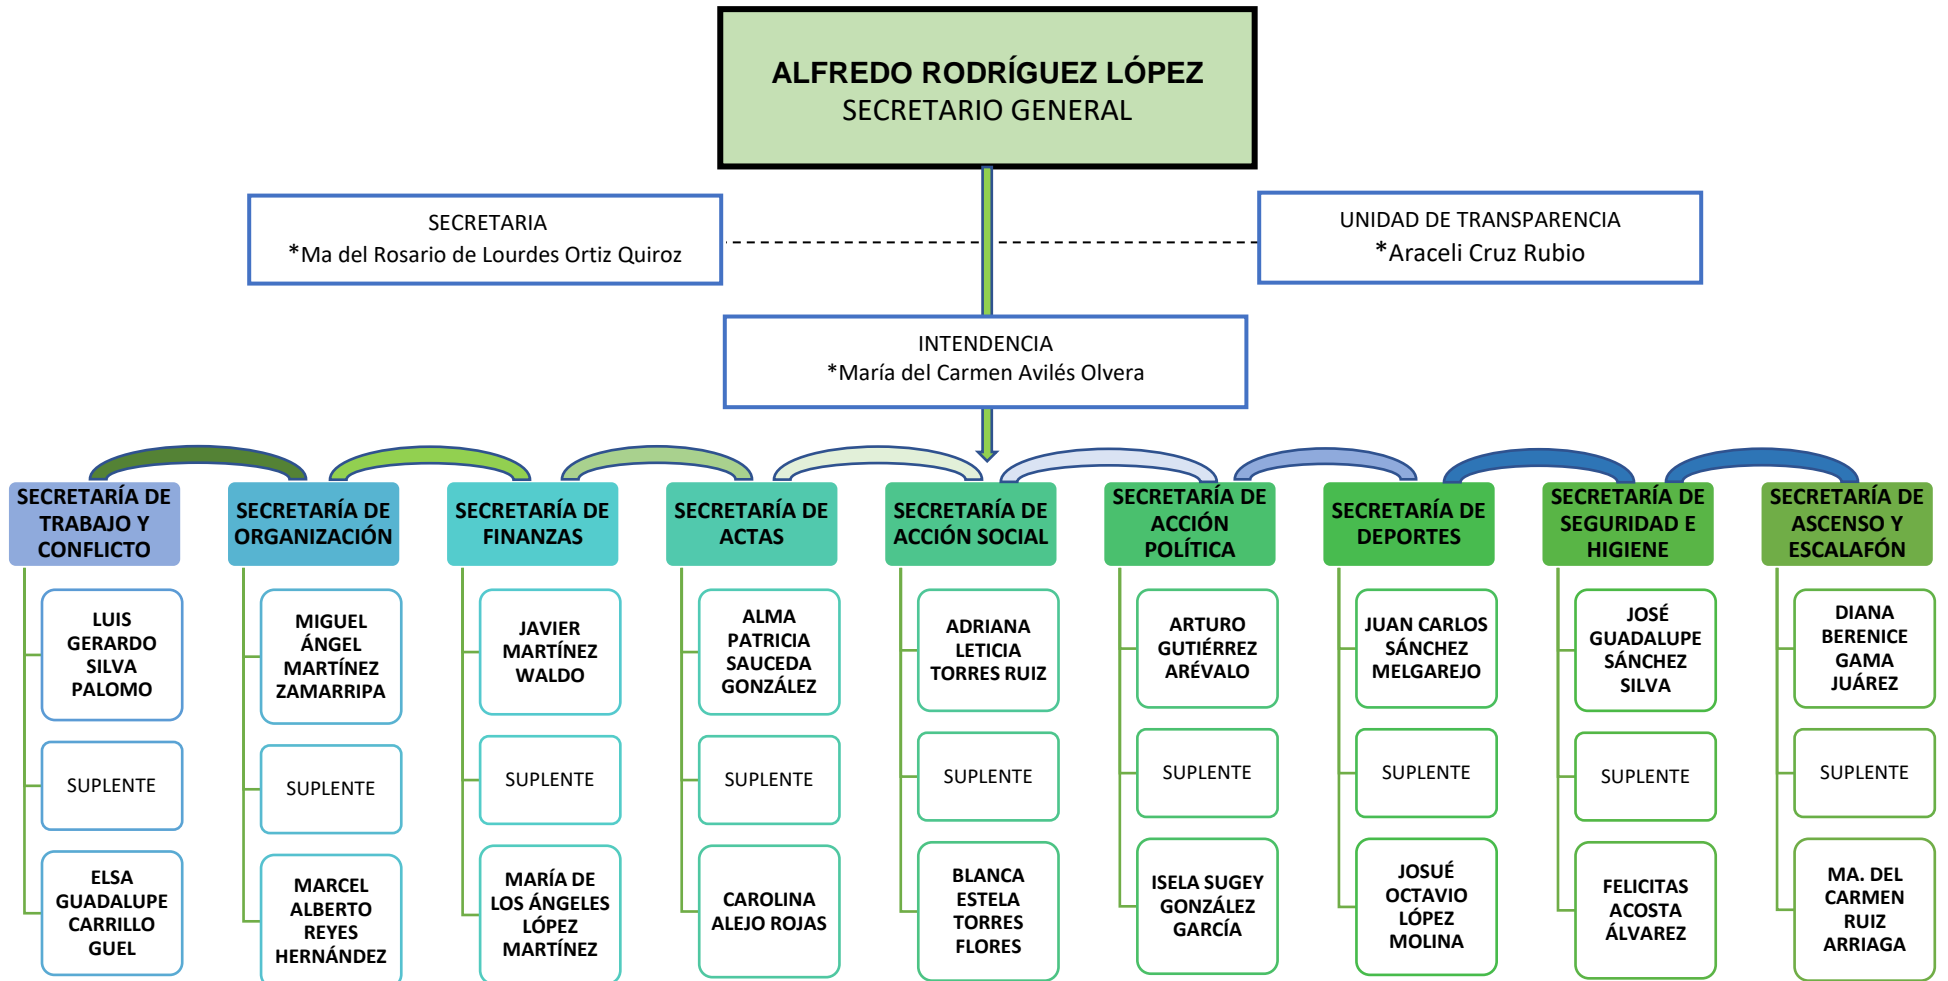 ALFREDO RODRÍGUEZ LÓPEZ
SECRETARIO GENERAL
SECRETARIA
*Ma del Rosario de Lourdes Ortiz Quiroz
UNIDAD DE TRANSPARENCIA
*Araceli Cruz Rubio
INTENDENCIA
*María del Carmen Avilés Olvera
SECRETARÍA DE
TRABAJO Y
CONFLICTO
LUIS
GERARDO
SILVA
PALOMO
SUPLENTE
ELSA
GUADALUPE
CARRILLO
GUEL
SECRETARÍA DE
ORGANIZACIÓN
MIGUEL
ÁNGEL
MARTÍNEZ
ZAMARRIPA
SUPLENTE
MARCEL
ALBERTO
REYES
HERNÁNDEZ
SECRETARÍA DE
FINANZAS
JAVIER
MARTÍNEZ
WALDO
SUPLENTE
MARÍA DE
LOS ÁNGELES
LÓPEZ
MARTÍNEZ
SECRETARÍA DE
ACTAS
ALMA
PATRICIA
SAUCEDA
GONZÁLEZ
SUPLENTE
CAROLINA
ALEJO ROJAS
SECRETARÍA DE
ACCIÓN SOCIAL
ADRIANA
LETICIA
TORRES RUIZ
SUPLENTE
BLANCA
ESTELA
TORRES
FLORES
SECRETARÍA DE
ACCIÓN
POLÍTICA
ARTURO
GUTIÉRREZ
ARÉVALO
SUPLENTE
ISELA SUGEY
GONZÁLEZ
GARCÍA
SECRETARÍA DE
DEPORTES
JUAN CARLOS
SÁNCHEZ
MELGAREJO
SUPLENTE
JOSUÉ
OCTAVIO
LÓPEZ
MOLINA
SECRETARÍA DE
SEGURIDAD E
HIGIENE
JOSÉ
GUADALUPE
SÁNCHEZ
SILVA
SUPLENTE
FELICITAS
ACOSTA
ÁLVAREZ
SECRETARÍA DE
ASCENSO Y
ESCALAFÓN
DIANA
BERENICE
GAMA
JUÁREZ
SUPLENTE
MA. DEL
CARMEN
RUIZ
ARRIAGA